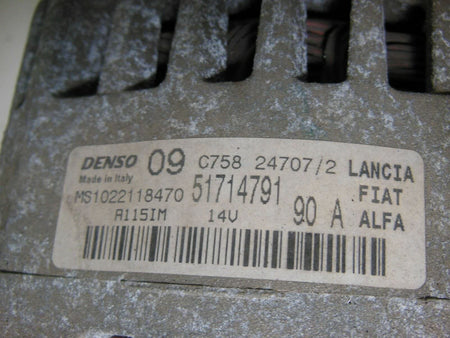 DENSO 09 C758 24707/2 LANCIA
Made in Italy
MS1022118470 51714791 FIAT
A115IM 14V 90 A ALFA